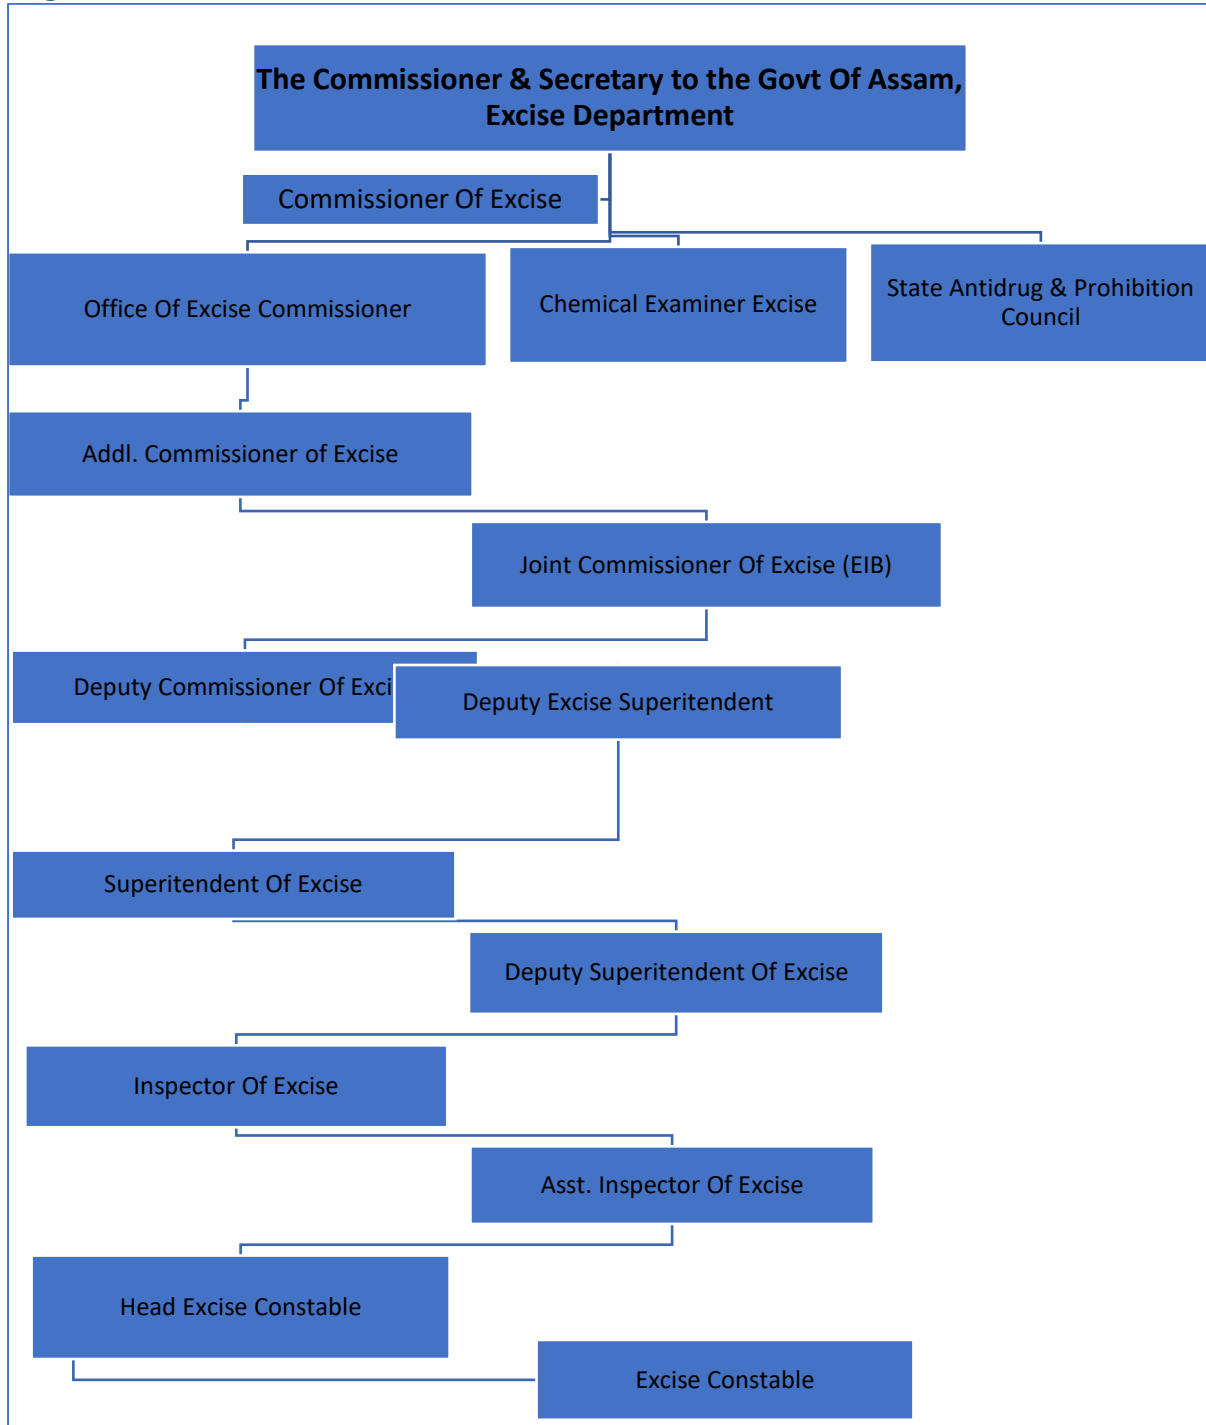 The Commissioner & Secretary to the Govt Of Assam,
Excise Department
Commissioner Of Excise
Office Of Excise Commissioner
Chemical Examiner Excise
State Antidrug & Prohibition
Council
Addl. Commissioner of Excise
Joint Commissioner Of Excise (EIB)
Deputy Commissioner Of Exci
Deputy Excise Superitendent
Superitendent Of Excise
Deputy Superitendent Of Excise
Inspector Of Excise
Asst. Inspector Of Excise
Head Excise Constable
Excise Constable